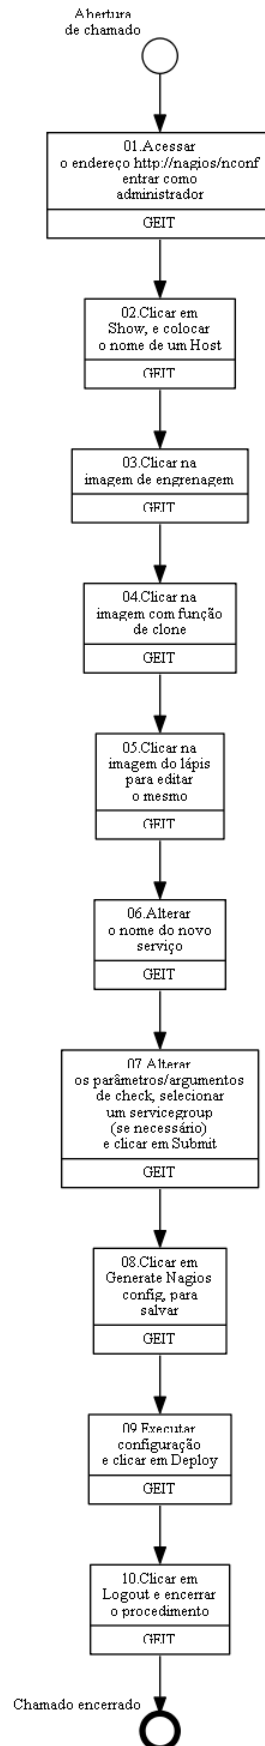 Abertura
de chamado
01.Acessar
o endereço http://nagios/nconf
entrar como
administrador
GEIT
02.Clicar em
Show, e colocar
o nome de um Host
GEIT
03.Clicar na
imagem de engrenagem
GEIT
04.Clicar na
imagem com função
de clone
GEIT
05.Clicar na
imagem do lápis
para editar
o mesmo
GEIT
06.Alterar
o nome do novo
serviço
GEIT
07.Alterar
os parâmetros/argumentos
de check, selecionar
um servicegroup
(se necessário)
e clicar em Submit
GEIT
08.Clicar em
Generate Nagios
config, para
salvar
GEIT
09.Executar
configuração
e clicar em Deploy
GEIT
10.Clicar em
Logout e encerrar
o procedimento
GEIT
Chamado encerrado